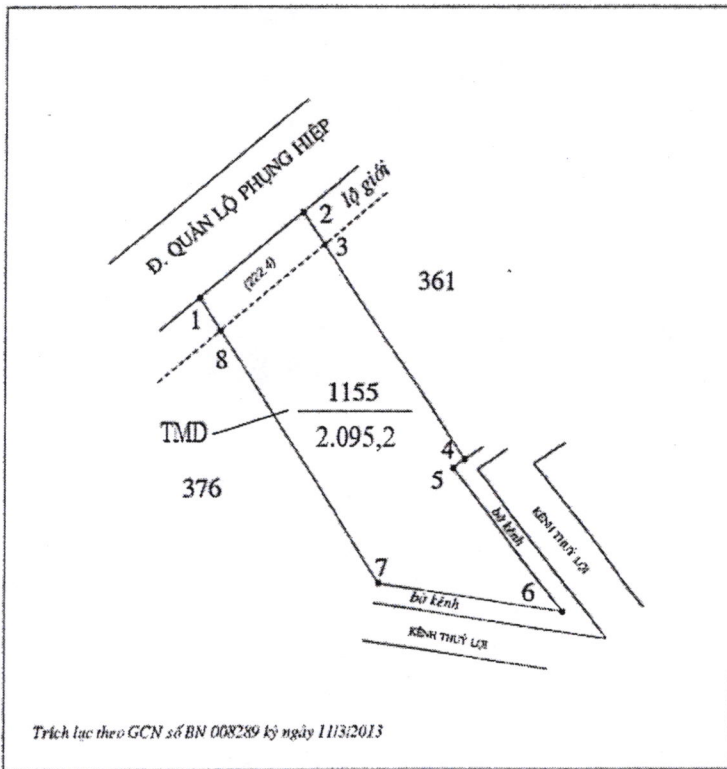 Đ. QUẢN LỘ PHỤNG HIỆP
lộ giới
2
3
(222.4)
361
1
8
1155
TMD
2.095,2
376
4
5
bờ kênh
KÊNH THUỶ LỢI
7
6
bờ kênh
KÊNH THUỶ LỢI
Trích lục theo GCN số BN 008289 ký ngày 11/3/2013